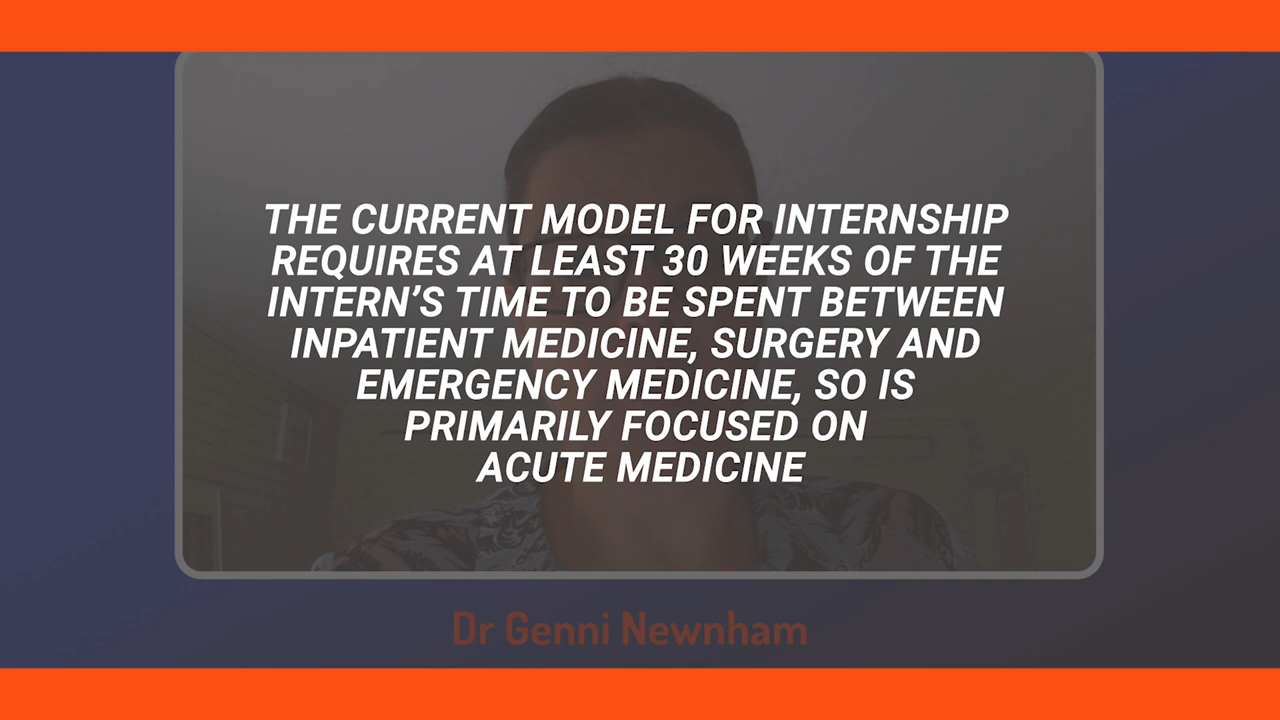 THE CURRENT MODEL FOR INTERNSHIP
REQUIRES AT LEAST 30 WEEKS OF THE
INTERN’S TIME TO BE SPENT BETWEEN
INPATIENT MEDICINE, SURGERY AND
EMERGENCY MEDICINE, SO IS
PRIMARILY FOCUSED ON
ACUTE MEDICINE
Dr Genni Newnham